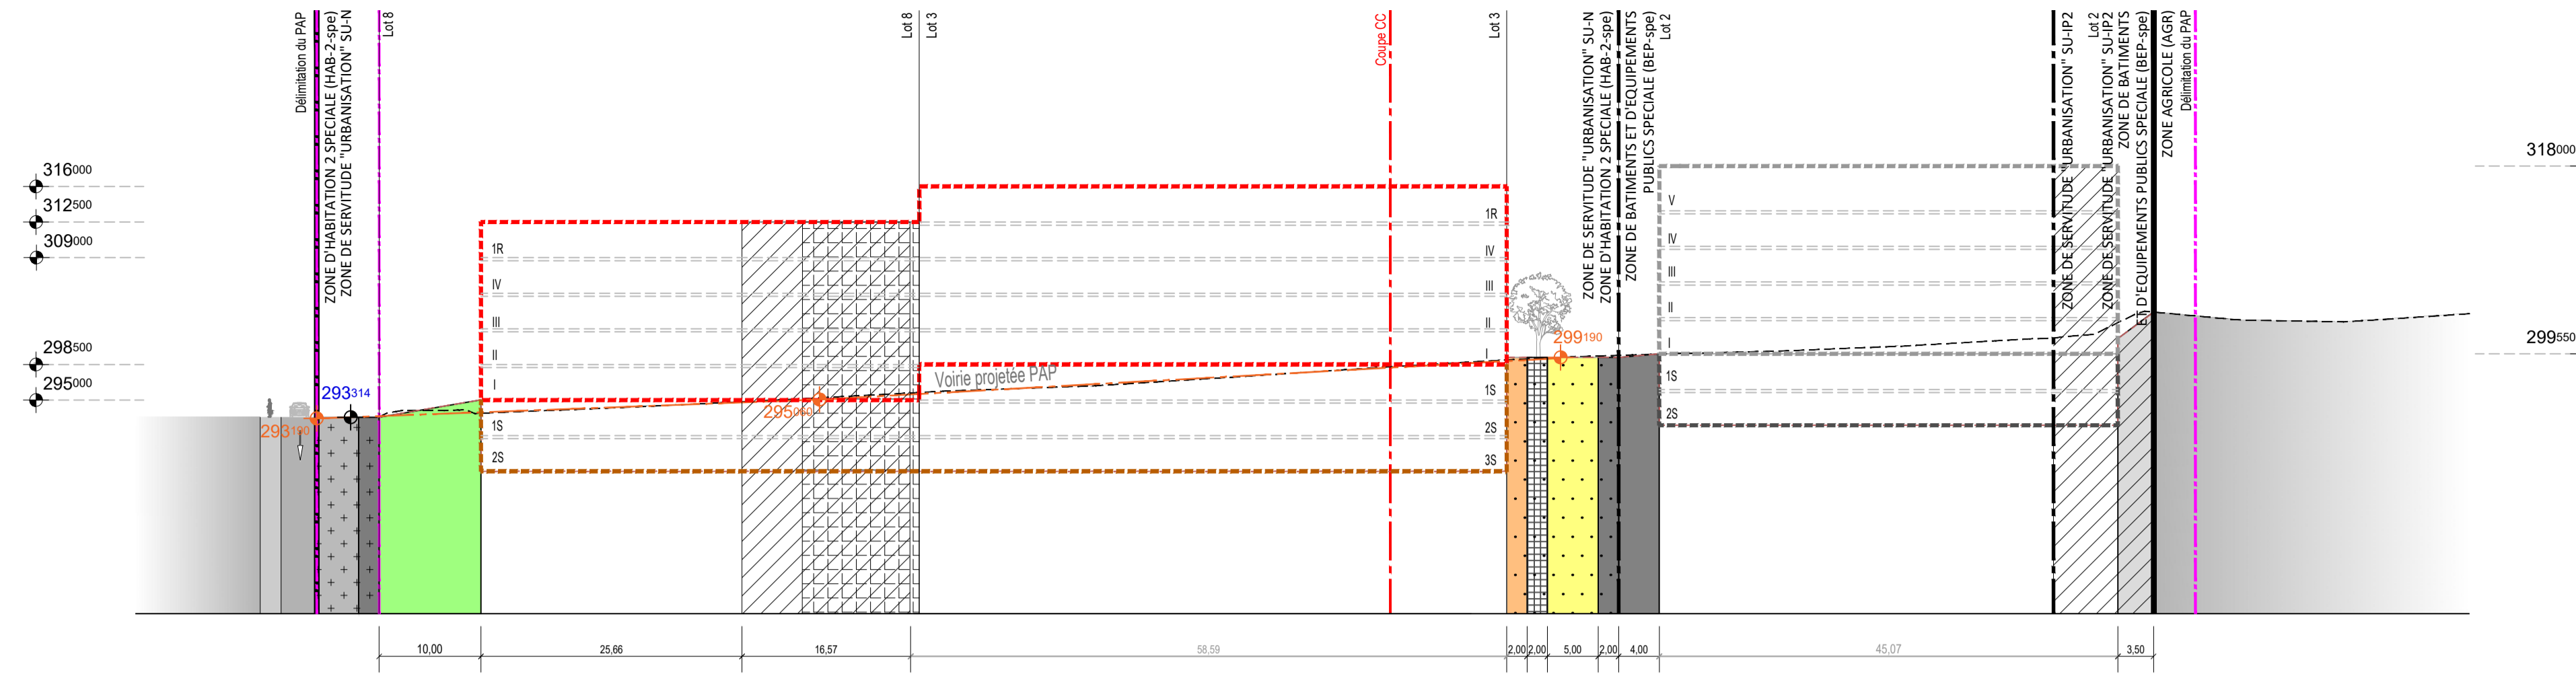 Délimitation du PAP
ZONE D'HABITATION 2 SPECIALE (HAB-2-spe)
ZONE DE SERVITUDE "URBANISATION" SU-N
Lot 8
Lot 8
Lot 3
Coupe CC
Lot 3
ZONE DE SERVITUDE "URBANISATION" SU-N
ZONE D'HABITATION 2 SPECIALE (HAB-2-spe)
ZONE DE BATIMENTS ET D'EQUIPEMENTS
PUBLICS SPECIALE (BEP-spe)
Lot 2
ZONE DE SERVITUDE "URBANISATION" SU-IP2
Lot 2
ZONE DE SERVITUDE "URBANISATION" SU-IP2
ZONE DE BATIMENTS
ET D'EQUIPEMENTS PUBLICS SPECIALE (BEP-spe)
ZONE AGRICOLE (AGR)
Délimitation du PAP
316000
312500
309000
298500
295000
318000
299550
293314
293190
295000
299190
1R
IV
III
II
I
1S
2S
Voirie projetée PAP
1R
IV
III
II
I
1S
2S
3S
V
IV
III
II
I
1S
2S
10,00
25,66
16,57
58,59
2,00
2,00
5,00
2,00
4,00
45,07
3,50